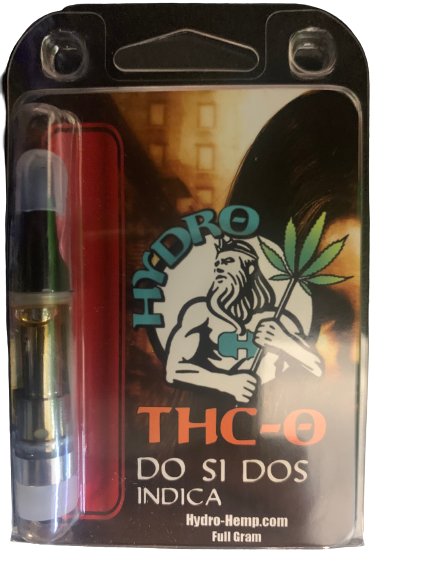 HYDRO
H
THC-O
DO SI DOS
INDICA
Hydro-Hemp.com
Full Gram